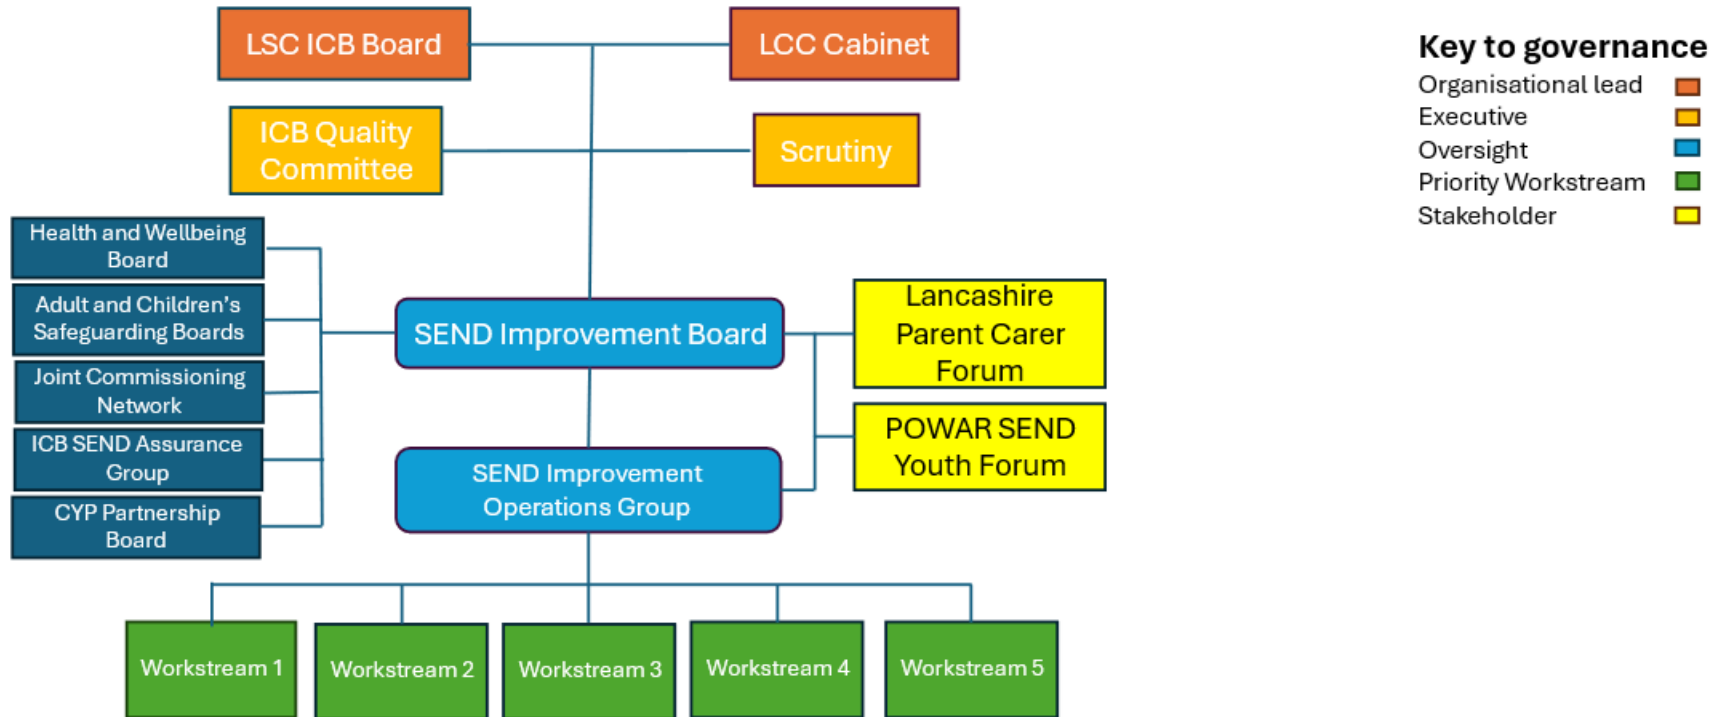 LSC ICB Board
LCC Cabinet
Key to governance
Organisational lead
Executive
Oversight
Priority Workstream
Stakeholder
ICB Quality
Committee
Scrutiny
Health and Wellbeing
Board
Adult and Children’s
Safeguarding Boards
Joint Commissioning
Network
ICB SEND Assurance
Group
CYP Partnership
Board
SEND Improvement Board
Lancashire
Parent Carer
Forum
POWAR SEND
Youth Forum
SEND Improvement
Operations Group
Workstream 1
Workstream 2
Workstream 3
Workstream 4
Workstream 5